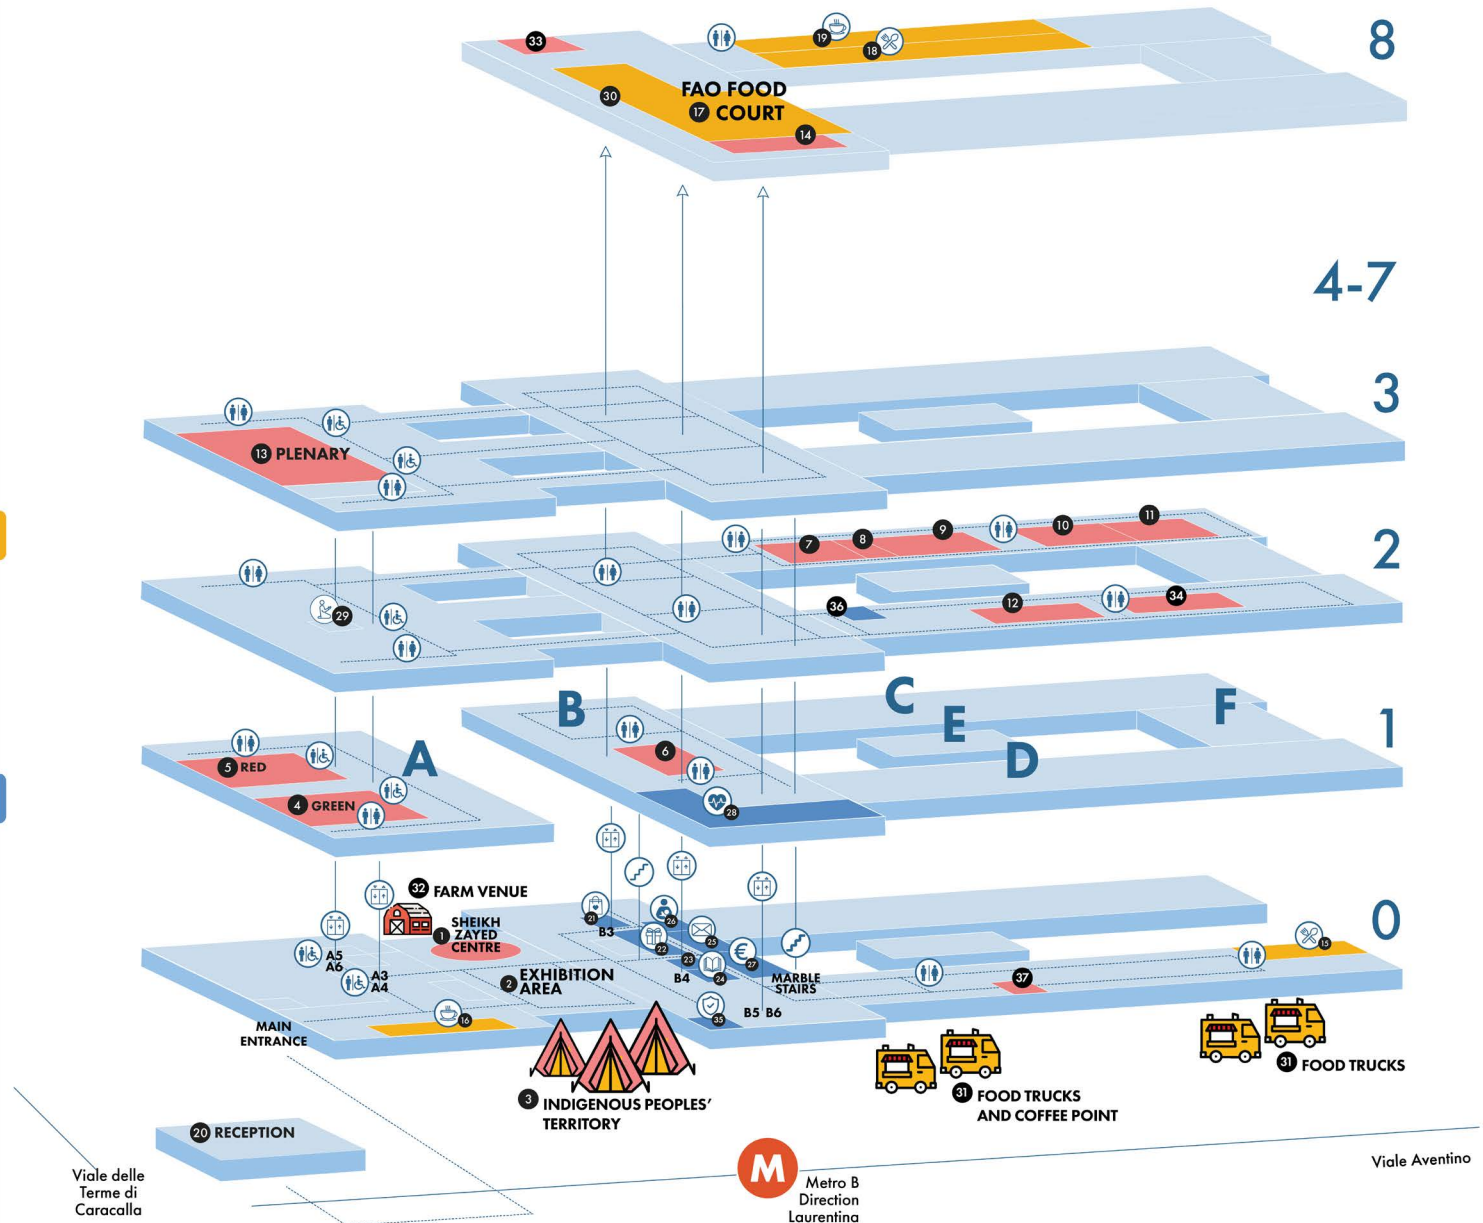 8
33
19
18
30
FAO FOOD
17 COURT
14
4-7
3
13 PLENARY
2
7
8
9
10
11
29
36
12
34
1
A
B
C
E
D
F
5 RED
4 GREEN
6
28
0
32 FARM VENUE
1 SHEIKH
ZAYED
CENTRE
21
B3
26
22
25
23
24
27
B4
MARBLE
STAIRS
15
37
A5
A6
A3
A4
2 EXHIBITION
AREA
16
35
B5 B6
MAIN
ENTRANCE
3 INDIGENOUS PEOPLES’
TERRITORY
31 FOOD TRUCKS
AND COFFEE POINT
31 FOOD TRUCKS
20 RECEPTION
Viale delle
Terme di
Caracalla
M
Metro B
Direction
Laurentina
Viale Aventino